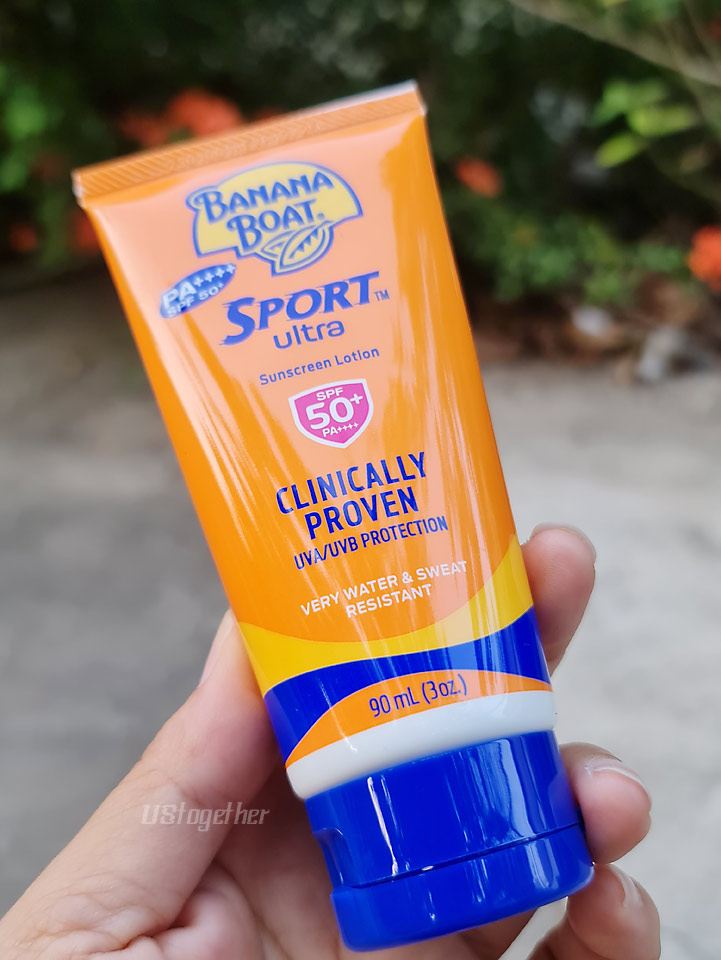 BANANA
BOAT®
PA++++
SPF 50+
SPORT™
ultra
Sunscreen Lotion
SPF
50+
PA++++
CLINICALLY
PROVEN
UVA/UVB PROTECTION
VERY WATER & SWEAT
RESISTANT
90 mL (3oz.)
UStogether